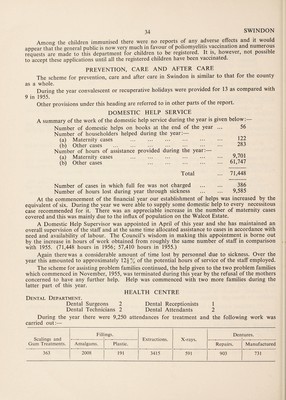 34
SWINDON
Among the children immunised there were no reports of any adverse effects and it would
appear that the general public is now very much in favour of poliomyelitis vaccination and numerous
requests are made to this department for children to be registered. It is, however, not possible
to accept these applications until all the registered children have been vaccinated.
PREVENTION, CARE AND AFTER CARE
The scheme for prevention, care and after care in Swindon is similar to that for the county
as a whole.
During the year convalescent or recuperative holidays were provided for 13 as compared with
9 in 1955.
Other provisions under this heading are referred to in other parts of the report.
DOMESTIC HELP SERVICE
A summary of the work of the domestic help service during the year is given below:—
Number of domestic helps on books at the end of the year ... 56
Number of householders helped during the year:—
(a) Maternity cases ... 122
(b) Other cases ... 283
Number of hours of assistance provided during the year:—
(a) Maternity cases ... 9,701
(b) Other cases ... 61,747
Total ... 71,448
Number of cases in which full fee was not charged ... 386
Number of hours lost during year through sickness ... 9,585
At the commencement of the financial year our establishment of helps was increased by the
equivalent of six. During the year we were able to supply some domestic help to every necessitous
case recommended for it. There was an appreciable increase in the number of maternity cases
covered and this was mainly due to the influx of population on the Walcot Estate.
A Domestic Help Supervisor was appointed in April of this year and she has maintained an
overall supervision of the staff and at the same time allocated assistance to cases in accordance with
need and availability of labour. The Council's wisdom in making this appointment is borne out
by the increase in hours of work obtained from roughly the same number of staff in comparison
with 1955. (71,448 hours in 1956; 57,410 hours in 1955.)
Again there was a considerable amount of time lost by personnel due to sickness. Over the
year this amounted to approximately 12½% of the potential hours of service of the staff employed.
The scheme for assisting problem families continued, the help given to the two problem families
which commenced in November, 1955, was terminated during this year by the refusal of the mothers
concerned to have any further help. Help was commenced with two more families during the
latter part of this year.
HEALTH CENTRE
DENTAL DEPARTMENT.
Dental Surgeons 2 Dental Receptionists 1
Dental Technicians 2 Dental Attendants 2
During the year there were 9,250 attendances for treatment and the following work was
carried out:—
Scalings and Gum Treatments. Fillings. Extractions. X-rays. Dentures.
Amalgam. Plastic. Repairs. Manufactured
363 2008 191 3415 591 903 731